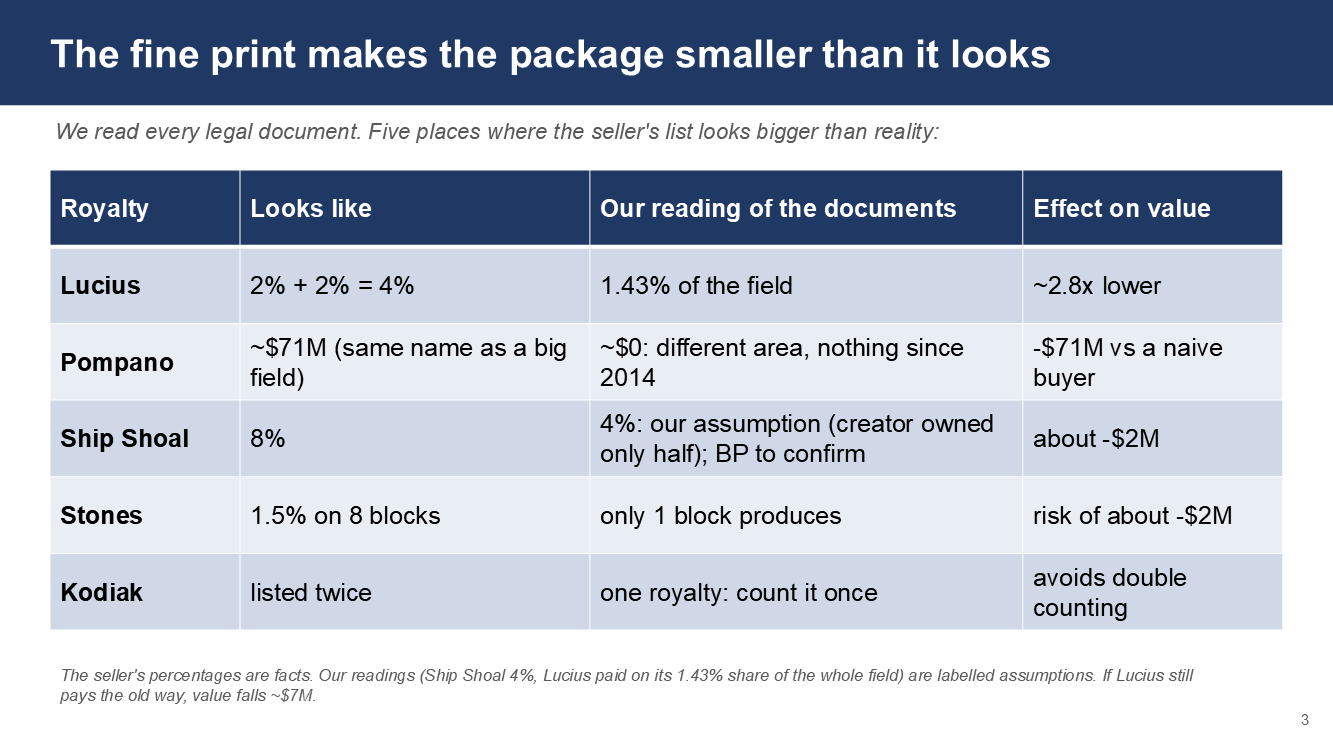 The fine print makes the package smaller than it looks
We read every legal document. Five places where the seller's list looks bigger than reality:
Royalty
Looks like
Our reading of the documents
Effect on value
Lucius
2% + 2% = 4%
1.43% of the field
~2.8x lower
Pompano
~$71M (same name as a big
field)
~$0: different area, nothing since
2014
-$71M vs a naive
buyer
Ship Shoal
8%
4%: our assumption (creator owned
only half); BP to confirm
about -$2M
Stones
1.5% on 8 blocks
only 1 block produces
risk of about -$2M
Kodiak
listed twice
one royalty: count it once
avoids double
counting
The seller's percentages are facts. Our readings (Ship Shoal 4%, Lucius paid on its 1.43% share of the whole field) are labelled assumptions. If Lucius still
pays the old way, value falls ~$7M.
3